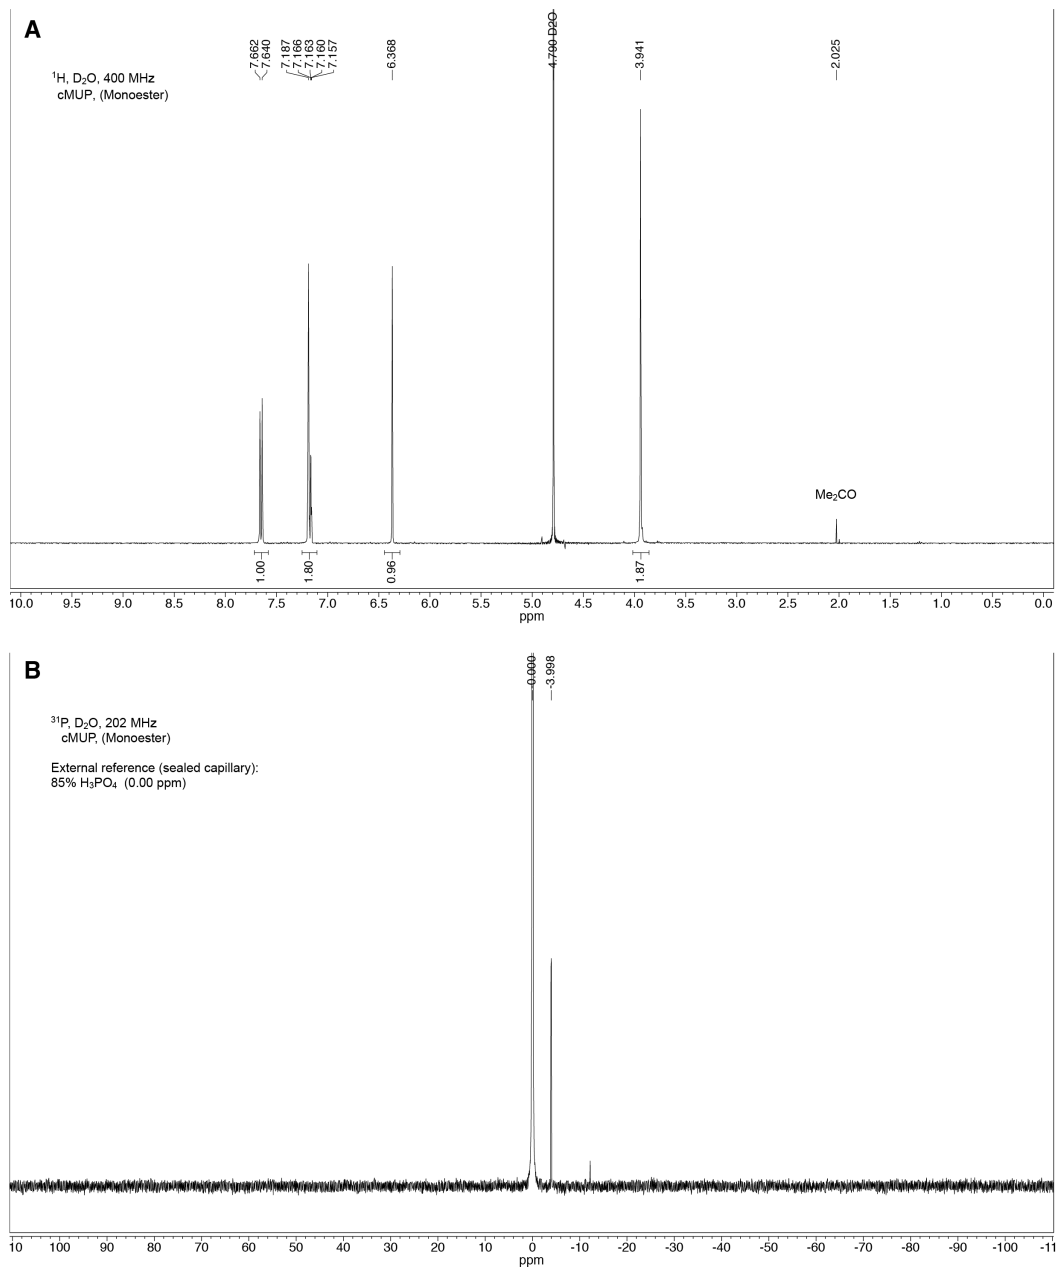 A
7.662
7.640
7.187
7.166
7.163
7.160
7.157
6.368
4.790 D2O
3.941
2.025
¹H, D₂O, 400 MHz
cMUP, (Monoester)
Me₂CO
1.00
1.80
0.96
1.87
10.0 9.5 9.0 8.5 8.0 7.5 7.0 6.5 6.0 5.5 5.0 4.5 4.0 3.5 3.0 2.5 2.0 1.5 1.0 0.5 0.0
ppm
B
0.000
-3.998
³¹P, D₂O, 202 MHz
cMUP, (Monoester)
External reference (sealed capillary):
85% H₃PO₄ (0.00 ppm)
10 100 90 80 70 60 50 40 30 20 10 0 -10 -20 -30 -40 -50 -60 -70 -80 -90 -100 -11
ppm